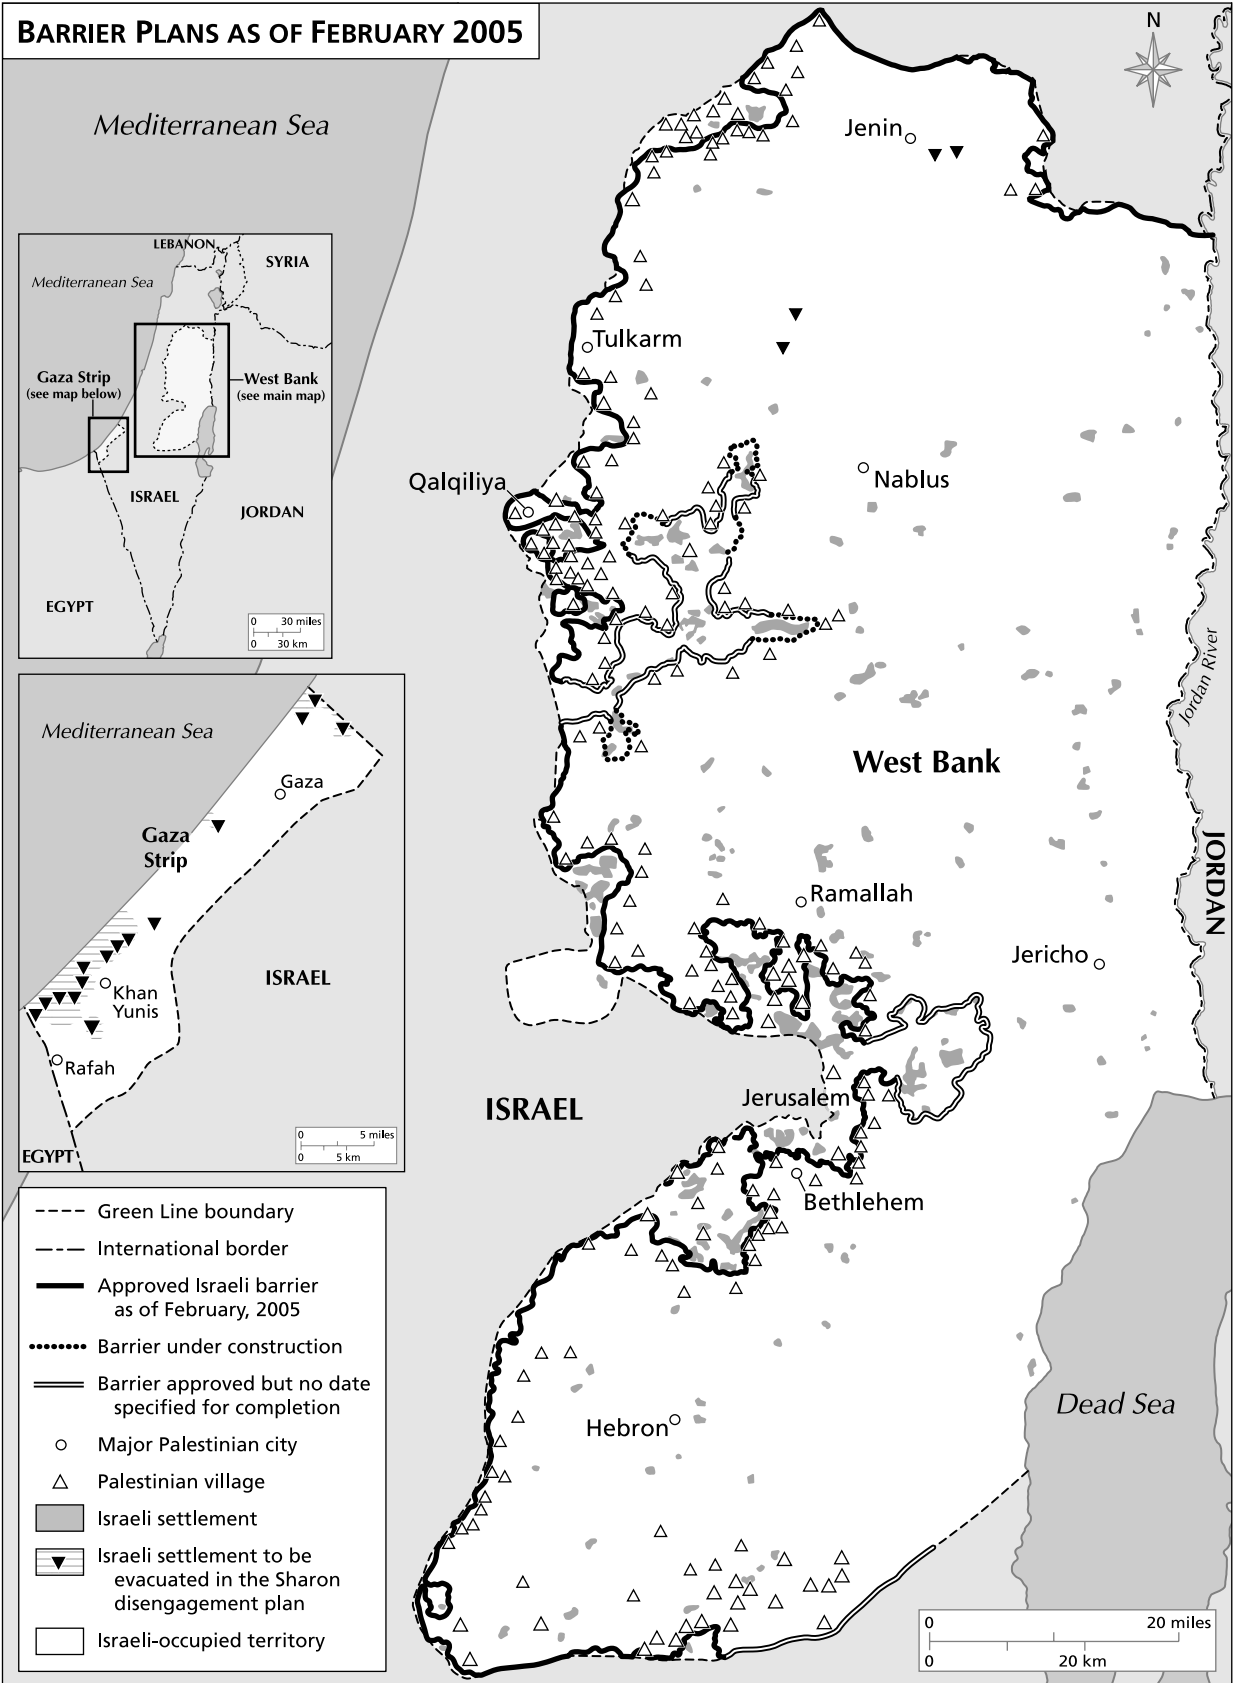 BARRIER PLANS AS OF FEBRUARY 2005
N
Mediterranean Sea
Jenin
LEBANON
SYRIA
Mediterranean Sea
Gaza Strip
(see map below)
West Bank
(see main map)
ISRAEL
JORDAN
EGYPT
0 30 miles
0 30 km
Tulkarm
Qalqiliya
Nablus
Jordan River
West Bank
JORDAN
Mediterranean Sea
Gaza
Gaza
Strip
ISRAEL
Khan
Yunis
Rafah
EGYPT
0 5 miles
0 5 km
Ramallah
Jericho
ISRAEL
Jerusalem
Bethlehem
Hebron
Dead Sea
Green Line boundary
International border
Approved Israeli barrier
as of February, 2005
Barrier under construction
Barrier approved but no date
specified for completion
Major Palestinian city
Palestinian village
Israeli settlement
Israeli settlement to be
evacuated in the Sharon
disengagement plan
Israeli-occupied territory
0 20 miles
0 20 km